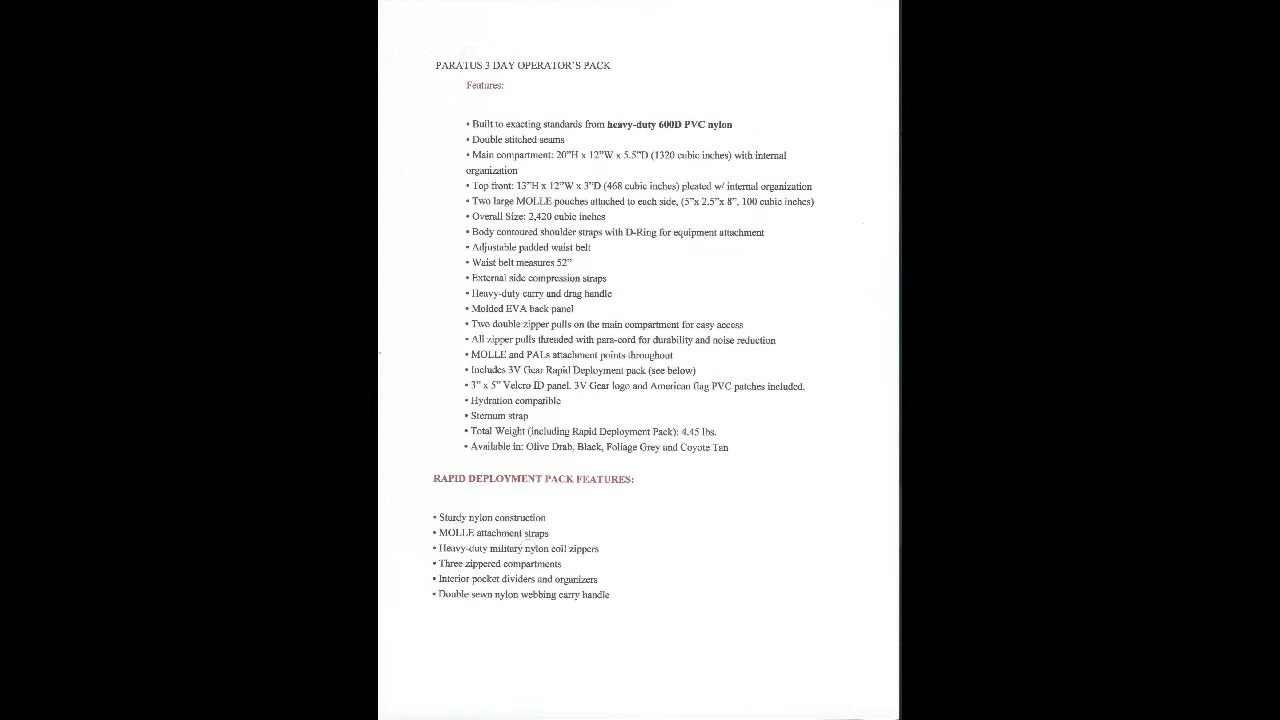 PARATUS 3 DAY OPERATOR'S PACK
Features:
• Built to exacting standards from heavy-duty 600D PVC nylon
• Double stitched seams
• Main compartment: 20”H x 12”W x 5.5”D (1320 cubic inches) with internal
organization
• Top front: 13”H x 12”W x 3”D (468 cubic inches) pleated w/ internal organization
• Two large MOLLE pouches attached to each side, (5”x 2.5”x 8”, 100 cubic inches)
• Overall Size: 2,420 cubic inches
• Body contoured shoulder straps with D-Ring for equipment attachment
• Adjustable padded waist belt
• Waist belt measures 52”
• External side compression straps
• Heavy-duty carry and drag handle
• Molded EVA back panel
• Two double zipper pulls on the main compartment for easy access
• All zipper pulls threaded with para-cord for durability and noise reduction
• MOLLE and PALs attachment points throughout
• Includes 3V Gear Rapid Deployment pack (see below)
• 3” x 5” Velcro ID panel. 3V Gear logo and American flag PVC patches included.
• Hydration compatible
• Sternum strap
• Total Weight (including Rapid Deployment Pack): 4.45 lbs.
• Available in: Olive Drab, Black, Foliage Grey and Coyote Tan
RAPID DEPLOYMENT PACK FEATURES:
• Sturdy nylon construction
• MOLLE attachment straps
• Heavy-duty military nylon coil zippers
• Three zippered compartments
• Interior pocket dividers and organizers
• Double sewn nylon webbing carry handle